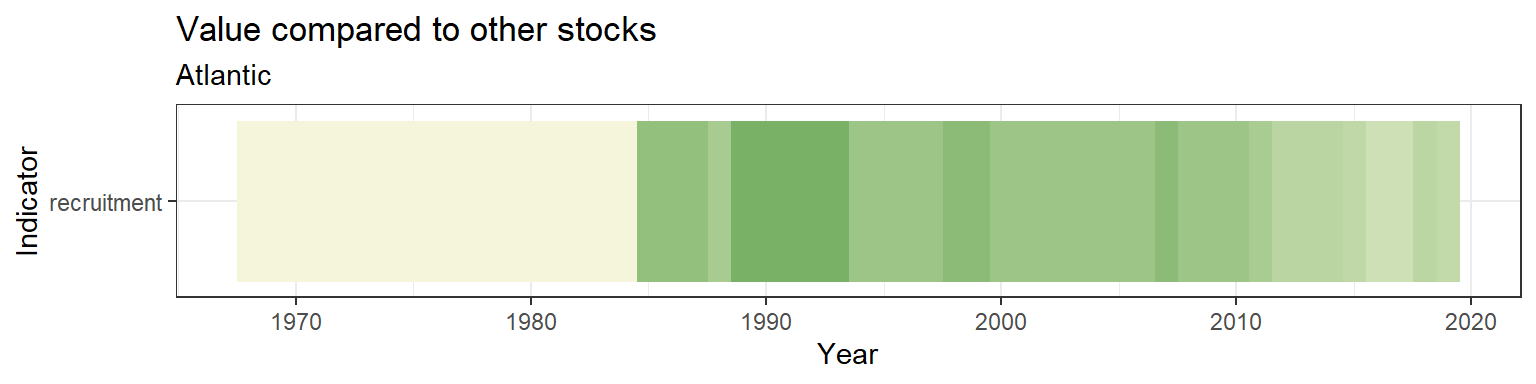 Value compared to other stocks
Atlantic
Indicator
recruitment
1970 1980 1990 2000 2010 2020
Year